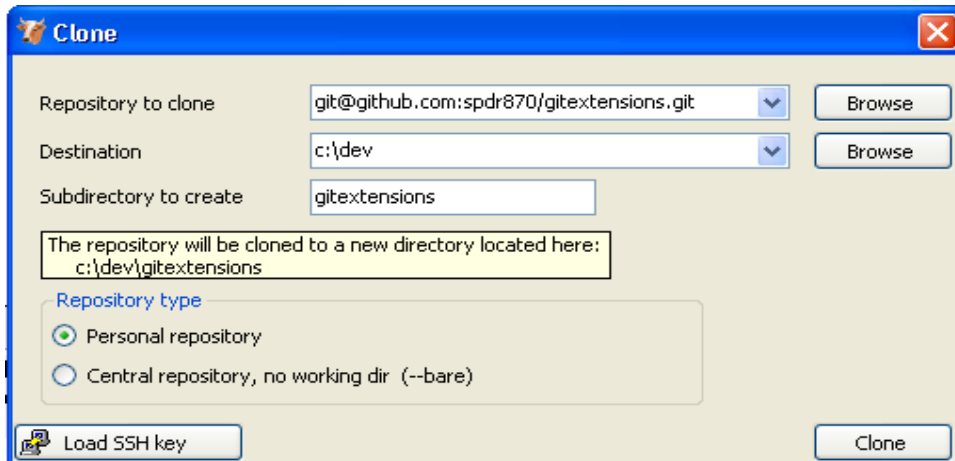 Clone
Repository to clone git@github.com:spdr870/gitextensions.git Browse
Destination c:\dev Browse
Subdirectory to create gitextensions
The repository will be cloned to a new directory located here:
c:\dev\gitextensions
Repository type
Personal repository
Central repository, no working dir (--bare)
Load SSH key Clone